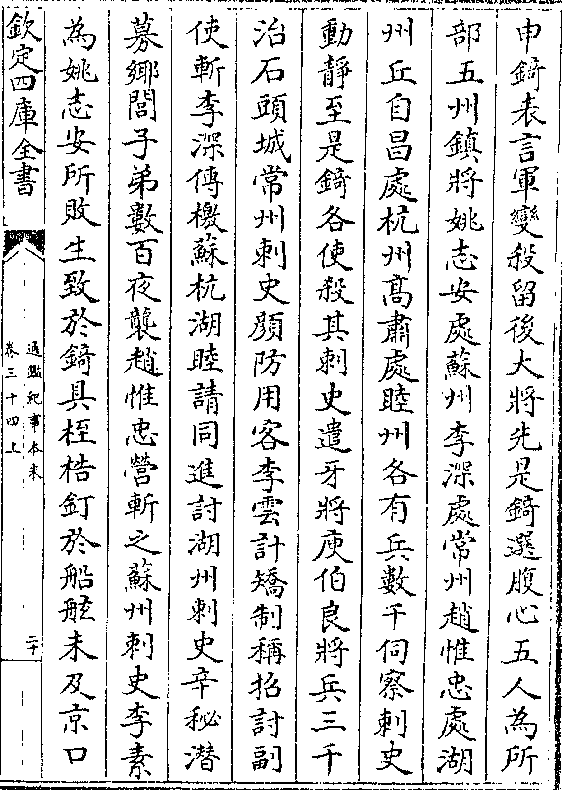 申錡表言軍變殺留後大將先是錡選腹心五人為所
部五州鎮將姚志安處蘇州李深處常州趙惟忠處湖
州丘自昌處杭州髙肅處睦州各有兵數千伺察刺史
動靜至是錡各使殺其刺史遣牙將庾伯良將兵三千
治石頭城常州刺史顔防用客李雲計矯制稱招討副
使斬李深傳檄蘇杭湖睦請同進討湖州刺史辛秘潛
募鄉閭子弟數百夜襲趙惟忠營斬之蘇州刺史李素
為姚志安所敗生致於錡具桎梏釘於船舷未及京口
欽定四庫全書
通鑑紀事本末
卷三十四上
二十